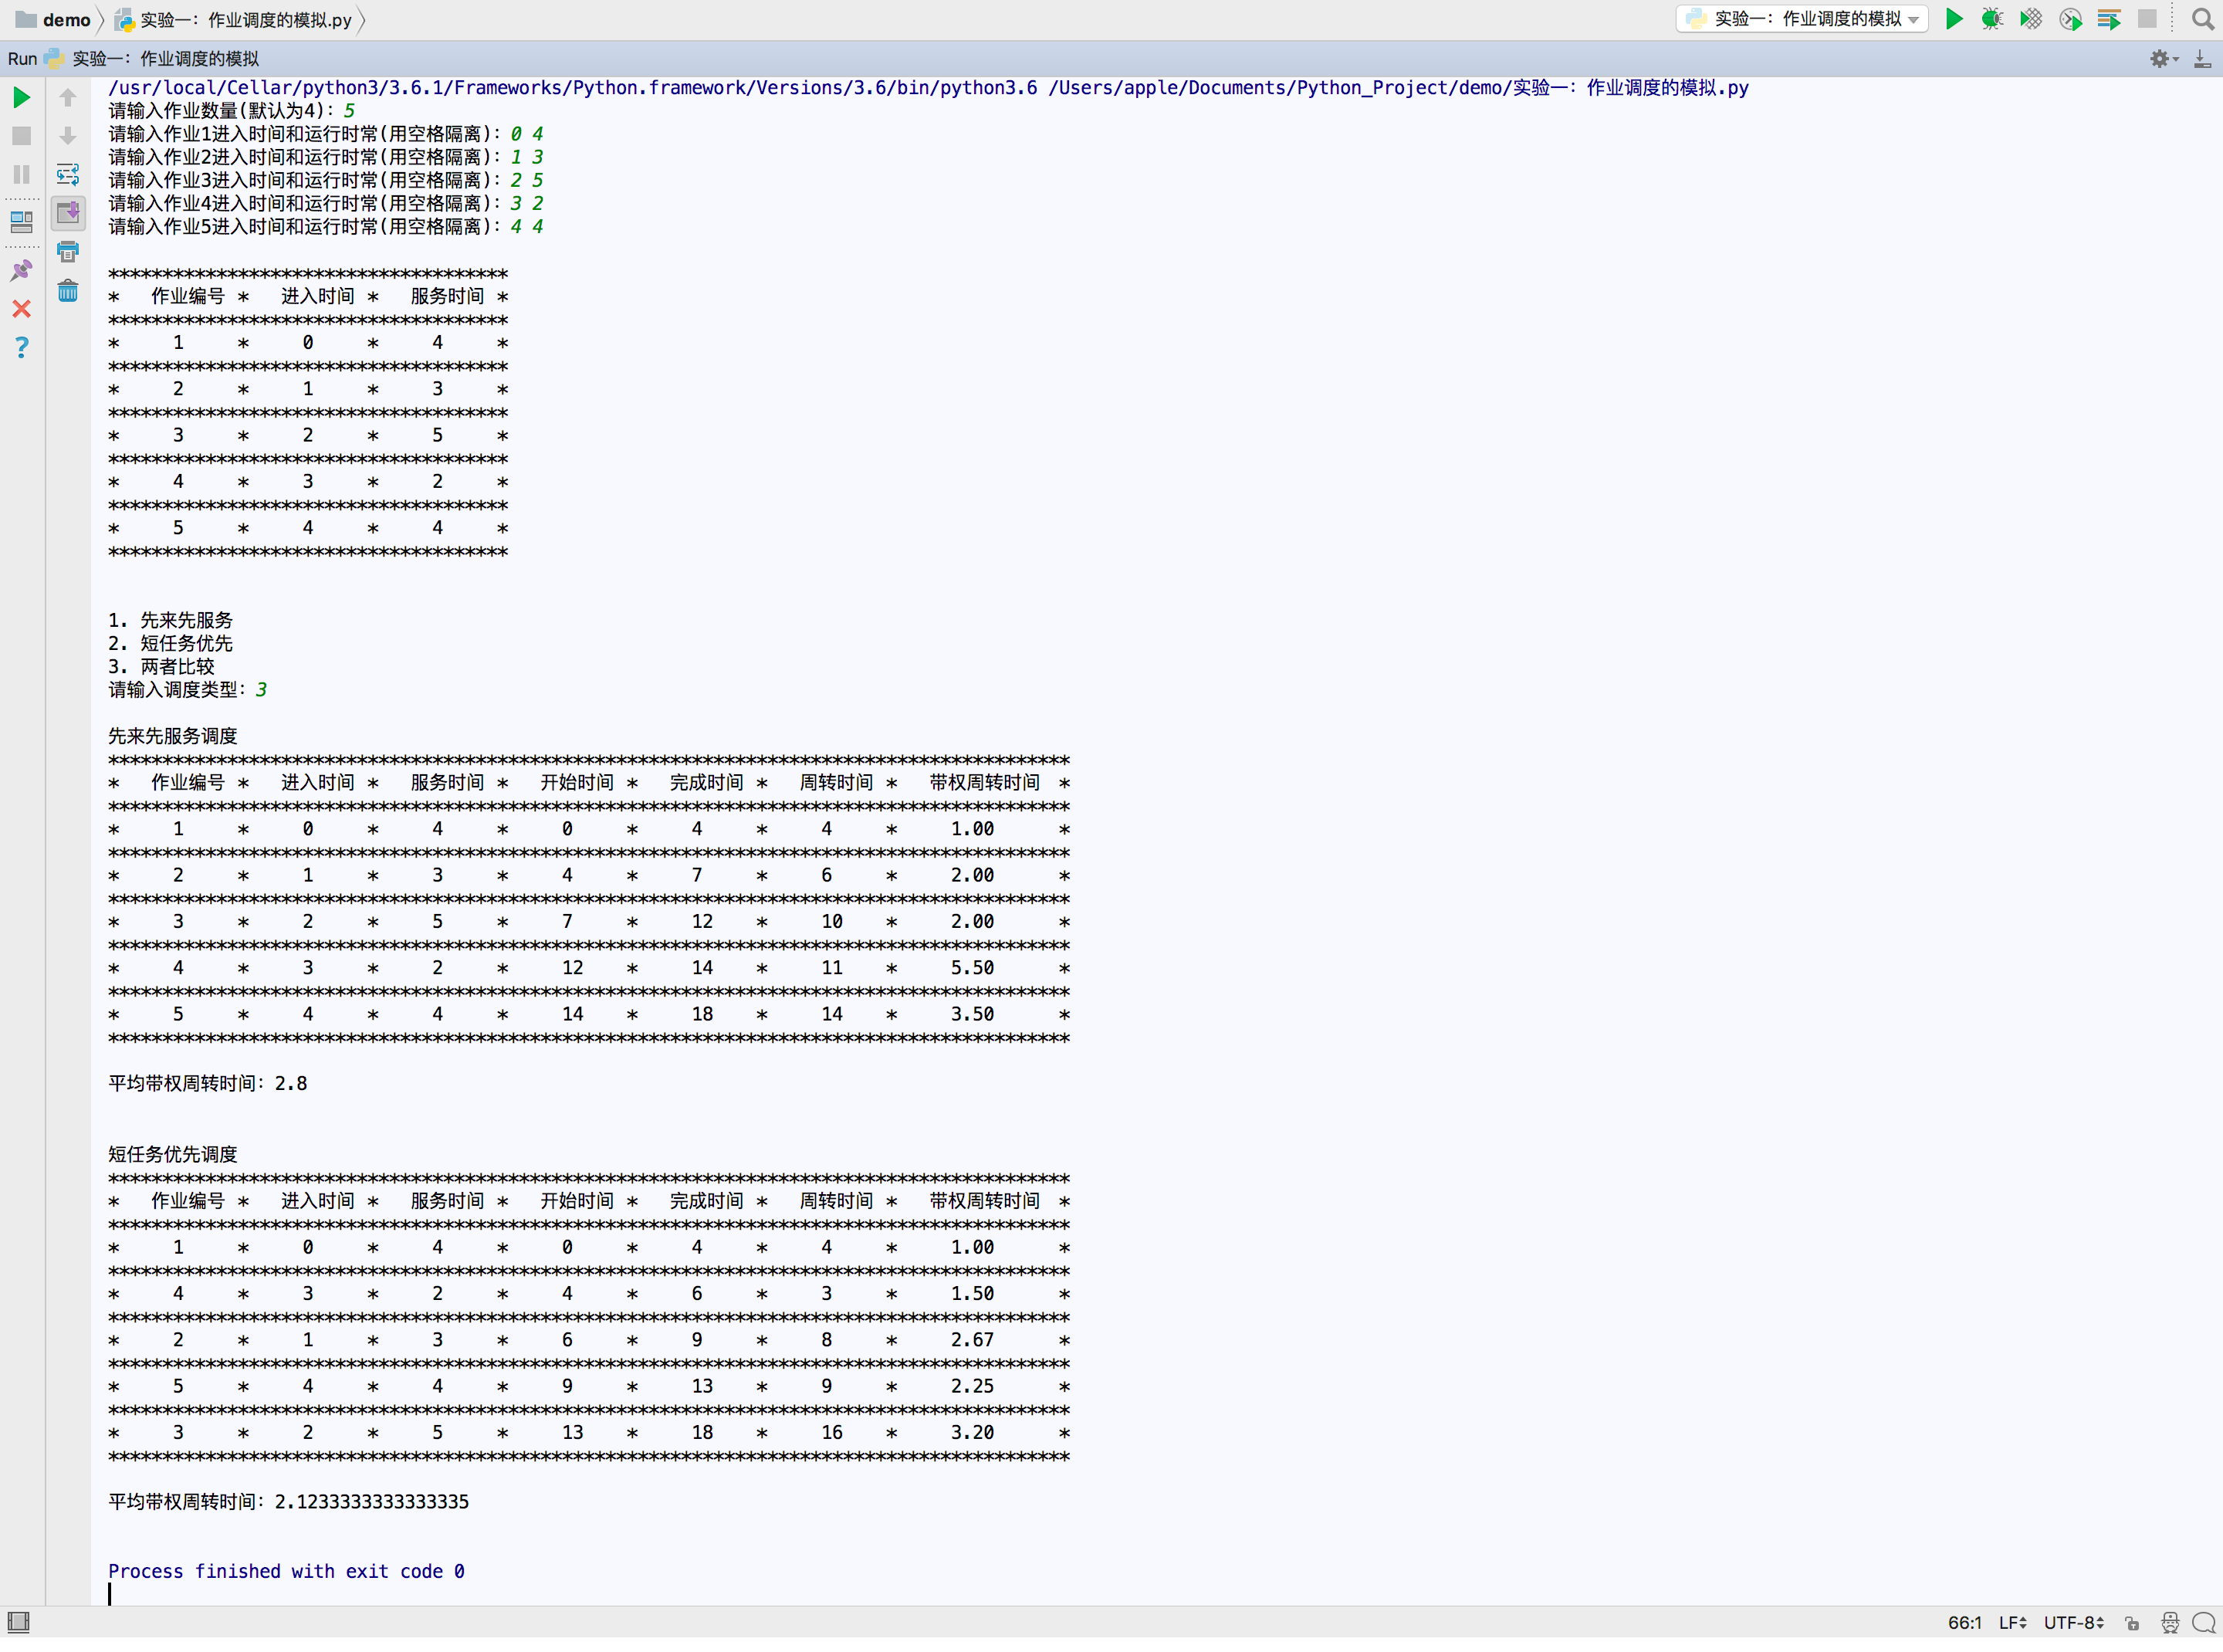 demo 实验一：作业调度的模拟.py 实验一：作业调度的模拟
Run 实验一：作业调度的模拟
/usr/local/Cellar/python3/3.6.1/Frameworks/Python.framework/Versions/3.6/bin/python3.6 /Users/apple/Documents/Python_Project/demo/实验一：作业调度的模拟.py
请输入作业数量(默认为4)：5
请输入作业1进入时间和运行时常(用空格隔离)：0 4
请输入作业2进入时间和运行时常(用空格隔离)：1 3
请输入作业3进入时间和运行时常(用空格隔离)：2 5
请输入作业4进入时间和运行时常(用空格隔离)：3 2
请输入作业5进入时间和运行时常(用空格隔离)：4 4
*************************************
* 作业编号 * 进入时间 * 服务时间 *
*************************************
* 1 * 0 * 4 *
*************************************
* 2 * 1 * 3 *
*************************************
* 3 * 2 * 5 *
*************************************
* 4 * 3 * 2 *
*************************************
* 5 * 4 * 4 *
*************************************
1. 先来先服务
2. 短任务优先
3. 两者比较
请输入调度类型：3
先来先服务调度
*****************************************************************************************
* 作业编号 * 进入时间 * 服务时间 * 开始时间 * 完成时间 * 周转时间 * 带权周转时间 *
*****************************************************************************************
* 1 * 0 * 4 * 0 * 4 * 4 * 1.00 *
*****************************************************************************************
* 2 * 1 * 3 * 4 * 7 * 6 * 2.00 *
*****************************************************************************************
* 3 * 2 * 5 * 7 * 12 * 10 * 2.00 *
*****************************************************************************************
* 4 * 3 * 2 * 12 * 14 * 11 * 5.50 *
*****************************************************************************************
* 5 * 4 * 4 * 14 * 18 * 14 * 3.50 *
*****************************************************************************************
平均带权周转时间：2.8
短任务优先调度
*****************************************************************************************
* 作业编号 * 进入时间 * 服务时间 * 开始时间 * 完成时间 * 周转时间 * 带权周转时间 *
*****************************************************************************************
* 1 * 0 * 4 * 0 * 4 * 4 * 1.00 *
*****************************************************************************************
* 4 * 3 * 2 * 4 * 6 * 3 * 1.50 *
*****************************************************************************************
* 2 * 1 * 3 * 6 * 9 * 8 * 2.67 *
*****************************************************************************************
* 5 * 4 * 4 * 9 * 13 * 9 * 2.25 *
*****************************************************************************************
* 3 * 2 * 5 * 13 * 18 * 16 * 3.20 *
*****************************************************************************************
平均带权周转时间：2.1233333333333335
Process finished with exit code 0
66:1 LF UTF-8